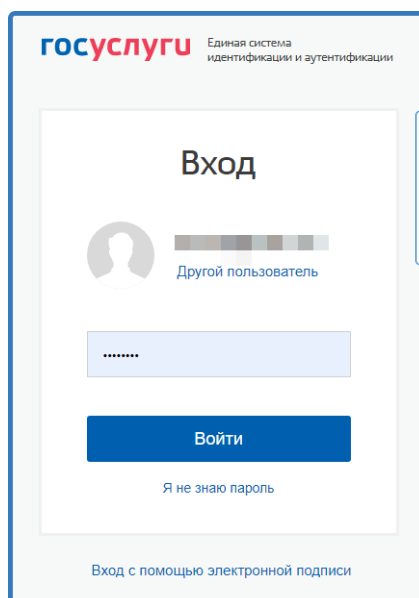 госуслуги
Единая система
идентификации и аутентификации
Вход
Другой пользователь
Войти
Я не знаю пароль
Вход с помощью электронной подписи